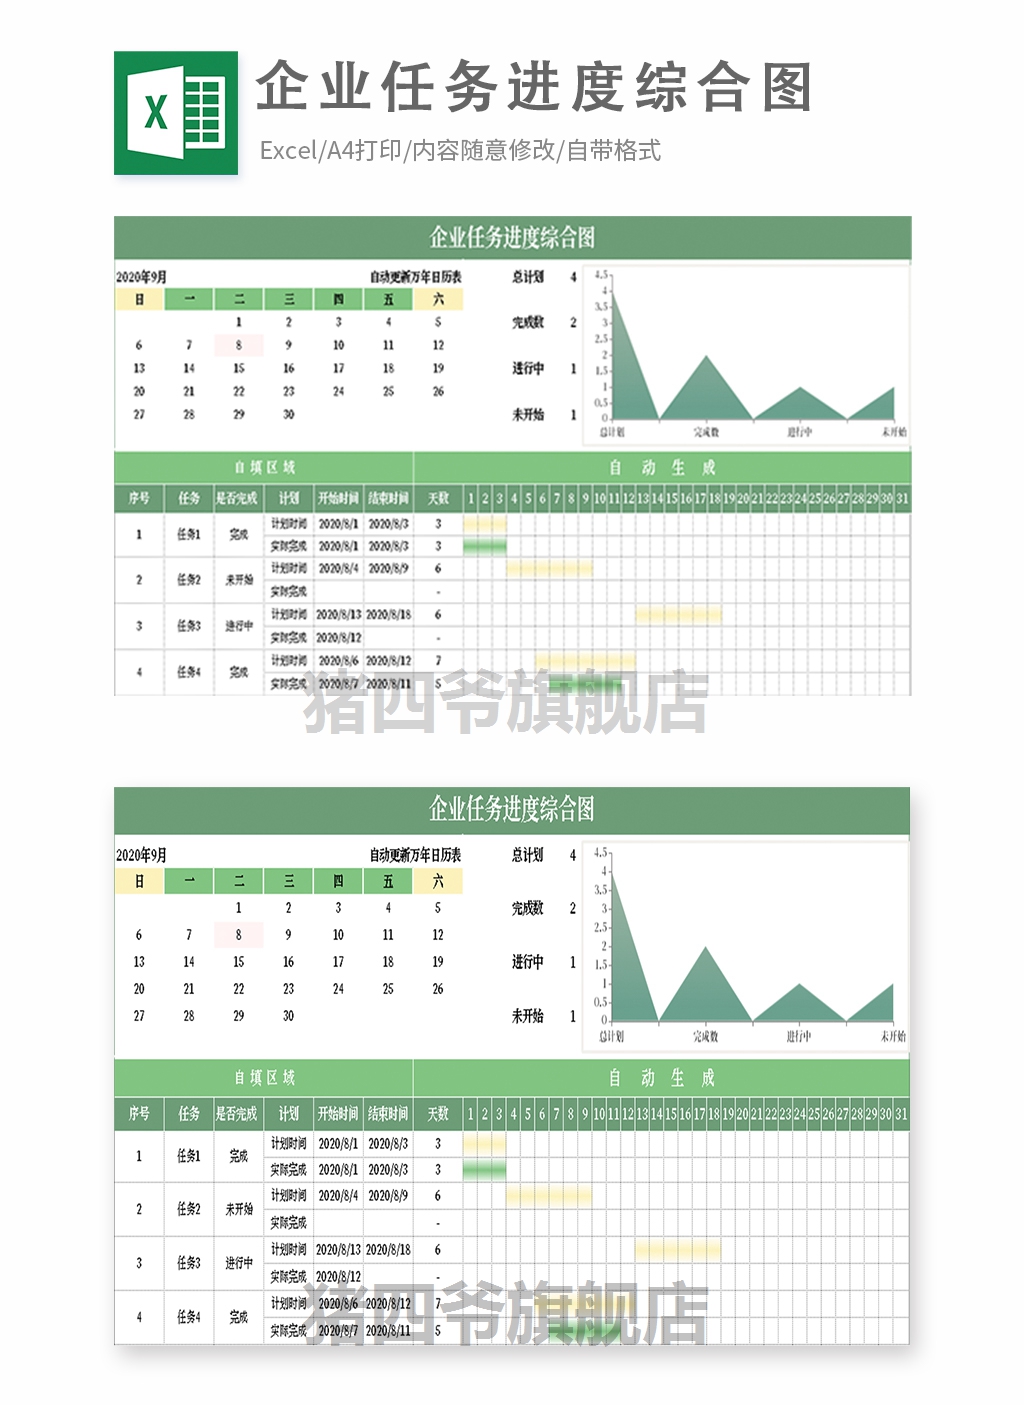 X
企业任务进度综合图
Excel/A4打印/内容随意修改/自带格式
企业任务进度综合图
2020年9月 自动更新万年日历表
日 一 二 三 四 五 六
1 2 3 4 5
6 7 8 9 10 11 12
13 14 15 16 17 18 19
20 21 22 23 24 25 26
27 28 29 30
总计划 4
完成数 2
进行中 1
未开始 1
4.5
4
3.5
3
2.5
2
1.5
1
0.5
0
总计划 完成数 进行中 未开始
自填区域 自动生成
序号 任务 是否完成 计划 开始时间 结束时间 天数 1 2 3 4 5 6 7 8 9 10 11 12 13 14 15 16 17 18 19 20 21 22 23 24 25 26 27 28 29 30 31
1 任务1 完成 计划时间 2020/8/1 2020/8/3 3
实际完成 2020/8/1 2020/8/3 3
2 任务2 未开始 计划时间 2020/8/4 2020/8/9 6
实际完成 -
3 任务3 进行中 计划时间 2020/8/13 2020/8/18 6
实际完成 2020/8/12 -
4 任务4 完成 计划时间 2020/8/6 2020/8/12 7
实际完成 2020/8/7 2020/8/11 5
猪四爷旗舰店
企业任务进度综合图
2020年9月 自动更新万年日历表
日 一 二 三 四 五 六
1 2 3 4 5
6 7 8 9 10 11 12
13 14 15 16 17 18 19
20 21 22 23 24 25 26
27 28 29 30
总计划 4
完成数 2
进行中 1
未开始 1
4.5
4
3.5
3
2.5
2
1.5
1
0.5
0
总计划 完成数 进行中 未开始
自填区域 自动生成
序号 任务 是否完成 计划 开始时间 结束时间 天数 1 2 3 4 5 6 7 8 9 10 11 12 13 14 15 16 17 18 19 20 21 22 23 24 25 26 27 28 29 30 31
1 任务1 完成 计划时间 2020/8/1 2020/8/3 3
实际完成 2020/8/1 2020/8/3 3
2 任务2 未开始 计划时间 2020/8/4 2020/8/9 6
实际完成 -
3 任务3 进行中 计划时间 2020/8/13 2020/8/18 6
实际完成 2020/8/12 -
4 任务4 完成 计划时间 2020/8/6 2020/8/12 7
实际完成 2020/8/7 2020/8/11 5
猪四爷旗舰店